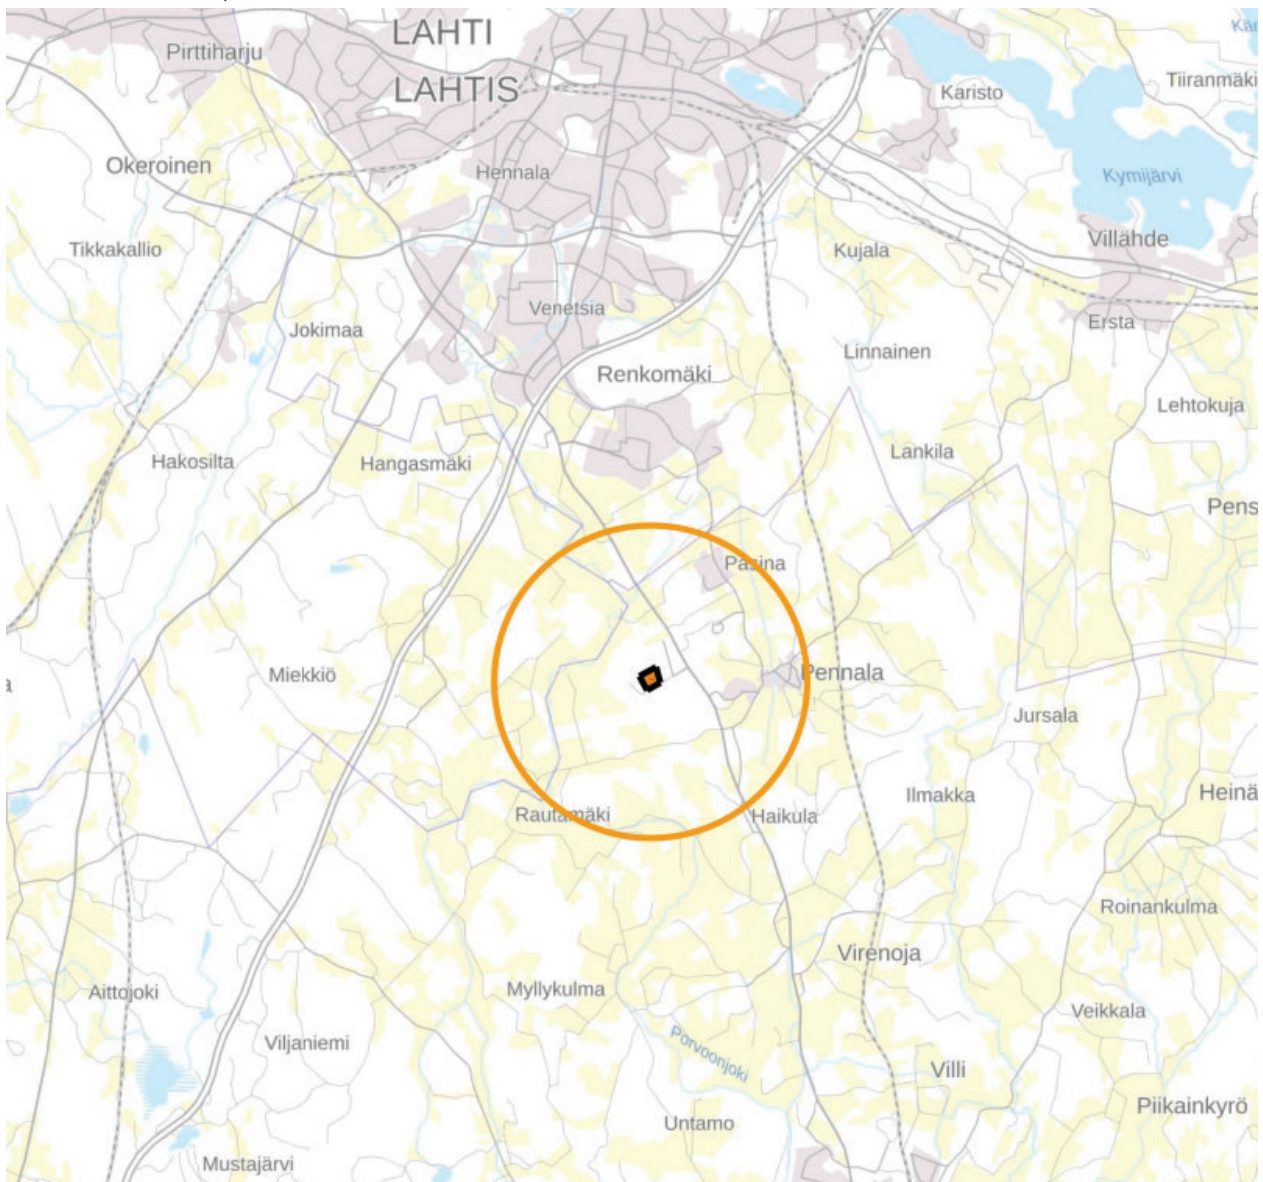 LAHTI
Pirttiharju
LAHTIS
Tiiranmäki
Karisto
Okeroinen
Hennala
Kymijärvi
Tikkakallio
Kujala
Villähde
Venetsia
Jokimaa
Ersta
Linnainen
Renkomäki
Lehtokuja
Hakosilta
Hangasmäki
Lankila
Pens
Pasina
Miekkiö
Pennala
Jursala
Ilmakka
Heinä
Rautamäki
Haikula
Roinankulma
Virenoja
Aittojoki
Myllykulma
Veikkala
Viljaniemi
Porvoonjoki
Villi
Piikainkyrö
Untamo
Mustajärvi